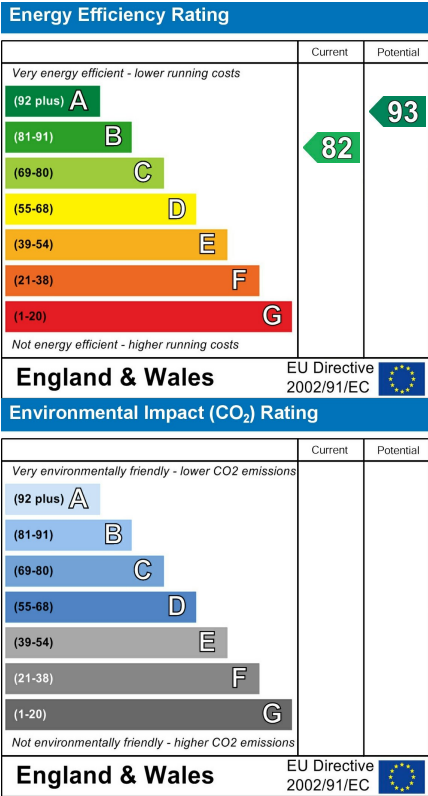 Energy Efficiency Rating
Current Potential
Very energy efficient - lower running costs
(92 plus) A
93
(81-91) B
82
(69-80) C
(55-68) D
(39-54) E
(21-38) F
(1-20) G
Not energy efficient - higher running costs
England & Wales
EU Directive
2002/91/EC
Environmental Impact (CO₂) Rating
Current Potential
Very environmentally friendly - lower CO2 emissions
(92 plus) A
(81-91) B
(69-80) C
(55-68) D
(39-54) E
(21-38) F
(1-20) G
Not environmentally friendly - higher CO2 emissions
England & Wales
EU Directive
2002/91/EC